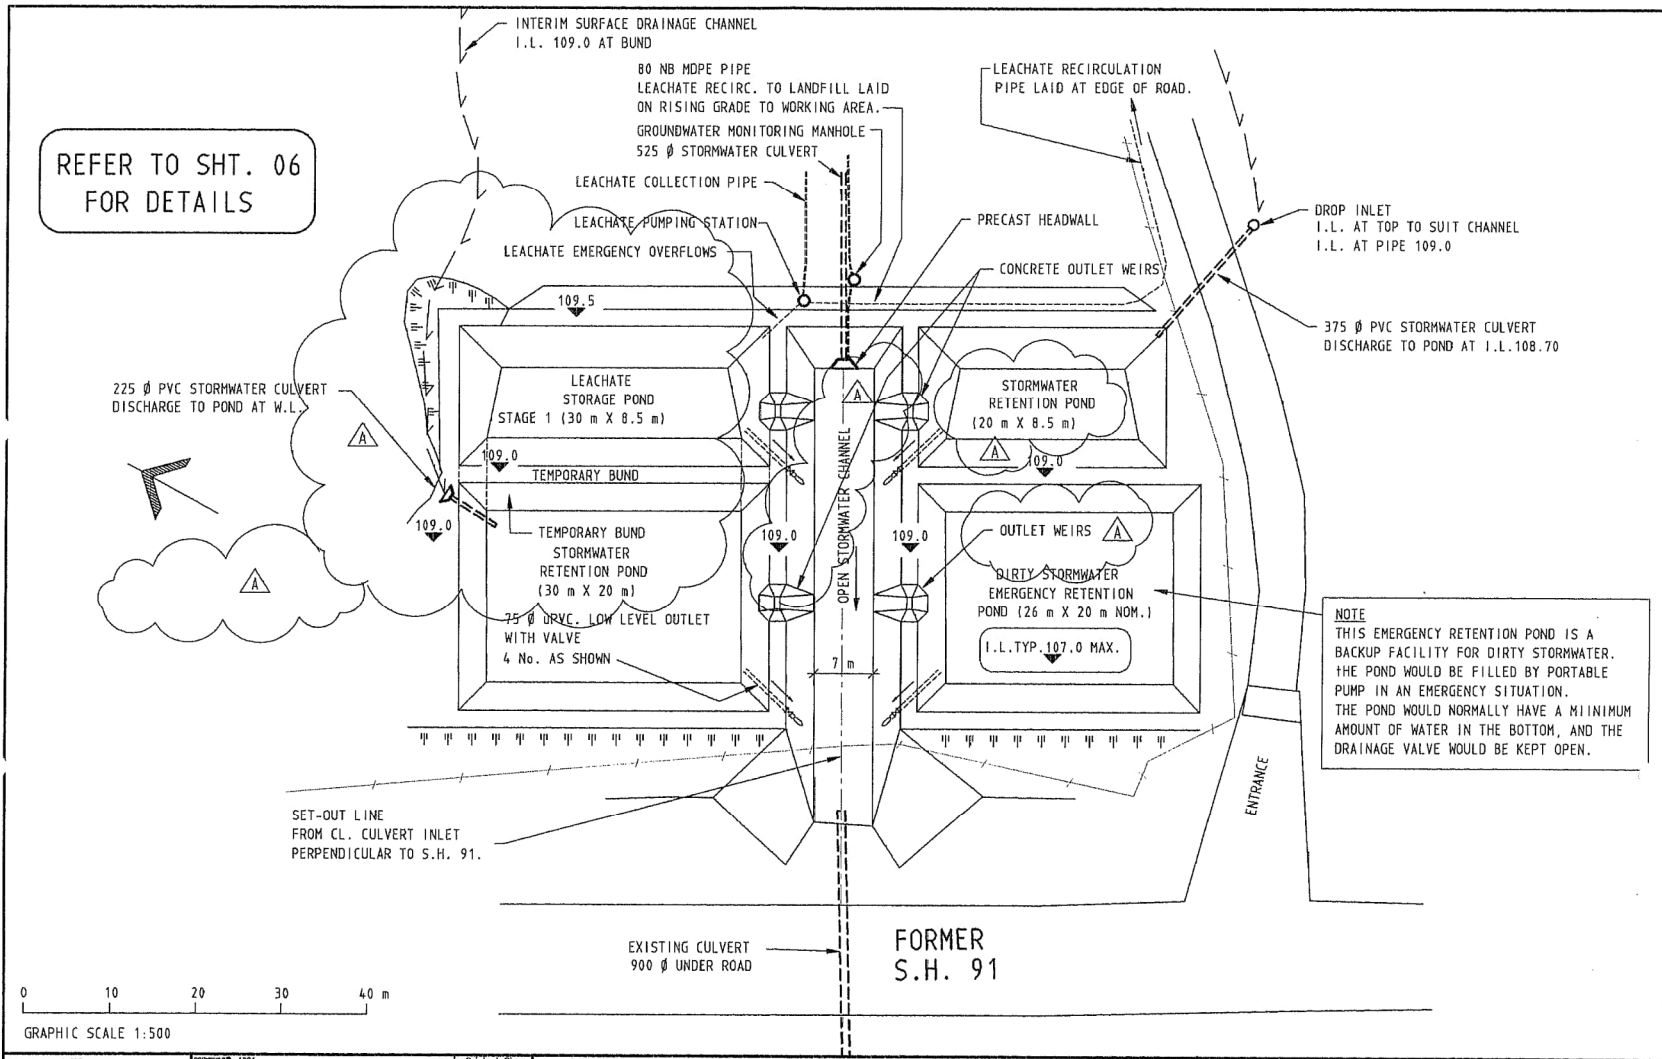 INTERIM SURFACE DRAINAGE CHANNEL
I.L. 109.0 AT BUND
80 NB MDPE PIPE
LEACHATE RECIRC. TO LANDFILL LAID
ON RISING GRADE TO WORKING AREA.
GROUNDWATER MONITORING MANHOLE
525 Ø STORMWATER CULVERT
LEACHATE RECIRCULATION
PIPE LAID AT EDGE OF ROAD.
REFER TO SHT. 06
FOR DETAILS
LEACHATE COLLECTION PIPE
LEACHATE PUMPING STATION
LEACHATE EMERGENCY OVERFLOWS
PRECAST HEADWALL
CONCRETE OUTLET WEIRS
DROP INLET
I.L. AT TOP TO SUIT CHANNEL
I.L. AT PIPE 109.0
375 Ø PVC STORMWATER CULVERT
DISCHARGE TO POND AT I.L.108.70
109.5
225 Ø PVC STORMWATER CULVERT
DISCHARGE TO POND AT W.L.
A
LEACHATE
STORAGE POND
STAGE 1 (30 m X 8.5 m)
A
STORMWATER
RETENTION POND
(20 m X 8.5 m)
A
109.0
109.0
TEMPORARY BUND
109.0
TEMPORARY BUND
STORMWATER
RETENTION POND
(30 m X 20 m)
75 Ø uPVC. LOW LEVEL OUTLET
WITH VALVE
4 No. AS SHOWN
A
109.0
OPEN STORMWATER CHANNEL
109.0
OUTLET WEIRS
A
DIRTY STORMWATER
EMERGENCY RETENTION
POND (26 m X 20 m NOM.)
I.L.TYP.107.0 MAX.
7 m
NOTE
THIS EMERGENCY RETENTION POND IS A
BACKUP FACILITY FOR DIRTY STORMWATER.
tHE POND WOULD BE FILLED BY PORTABLE
PUMP IN AN EMERGENCY SITUATION.
THE POND WOULD NORMALLY HAVE A MIINIMUM
AMOUNT OF WATER IN THE BOTTOM, AND THE
DRAINAGE VALVE WOULD BE KEPT OPEN.
ENTRANCE
SET-OUT LINE
FROM CL. CULVERT INLET
PERPENDICULAR TO S.H. 91.
EXISTING CULVERT
900 Ø UNDER ROAD
FORMER
S.H. 91
0 10 20 30 40 m
GRAPHIC SCALE 1:500